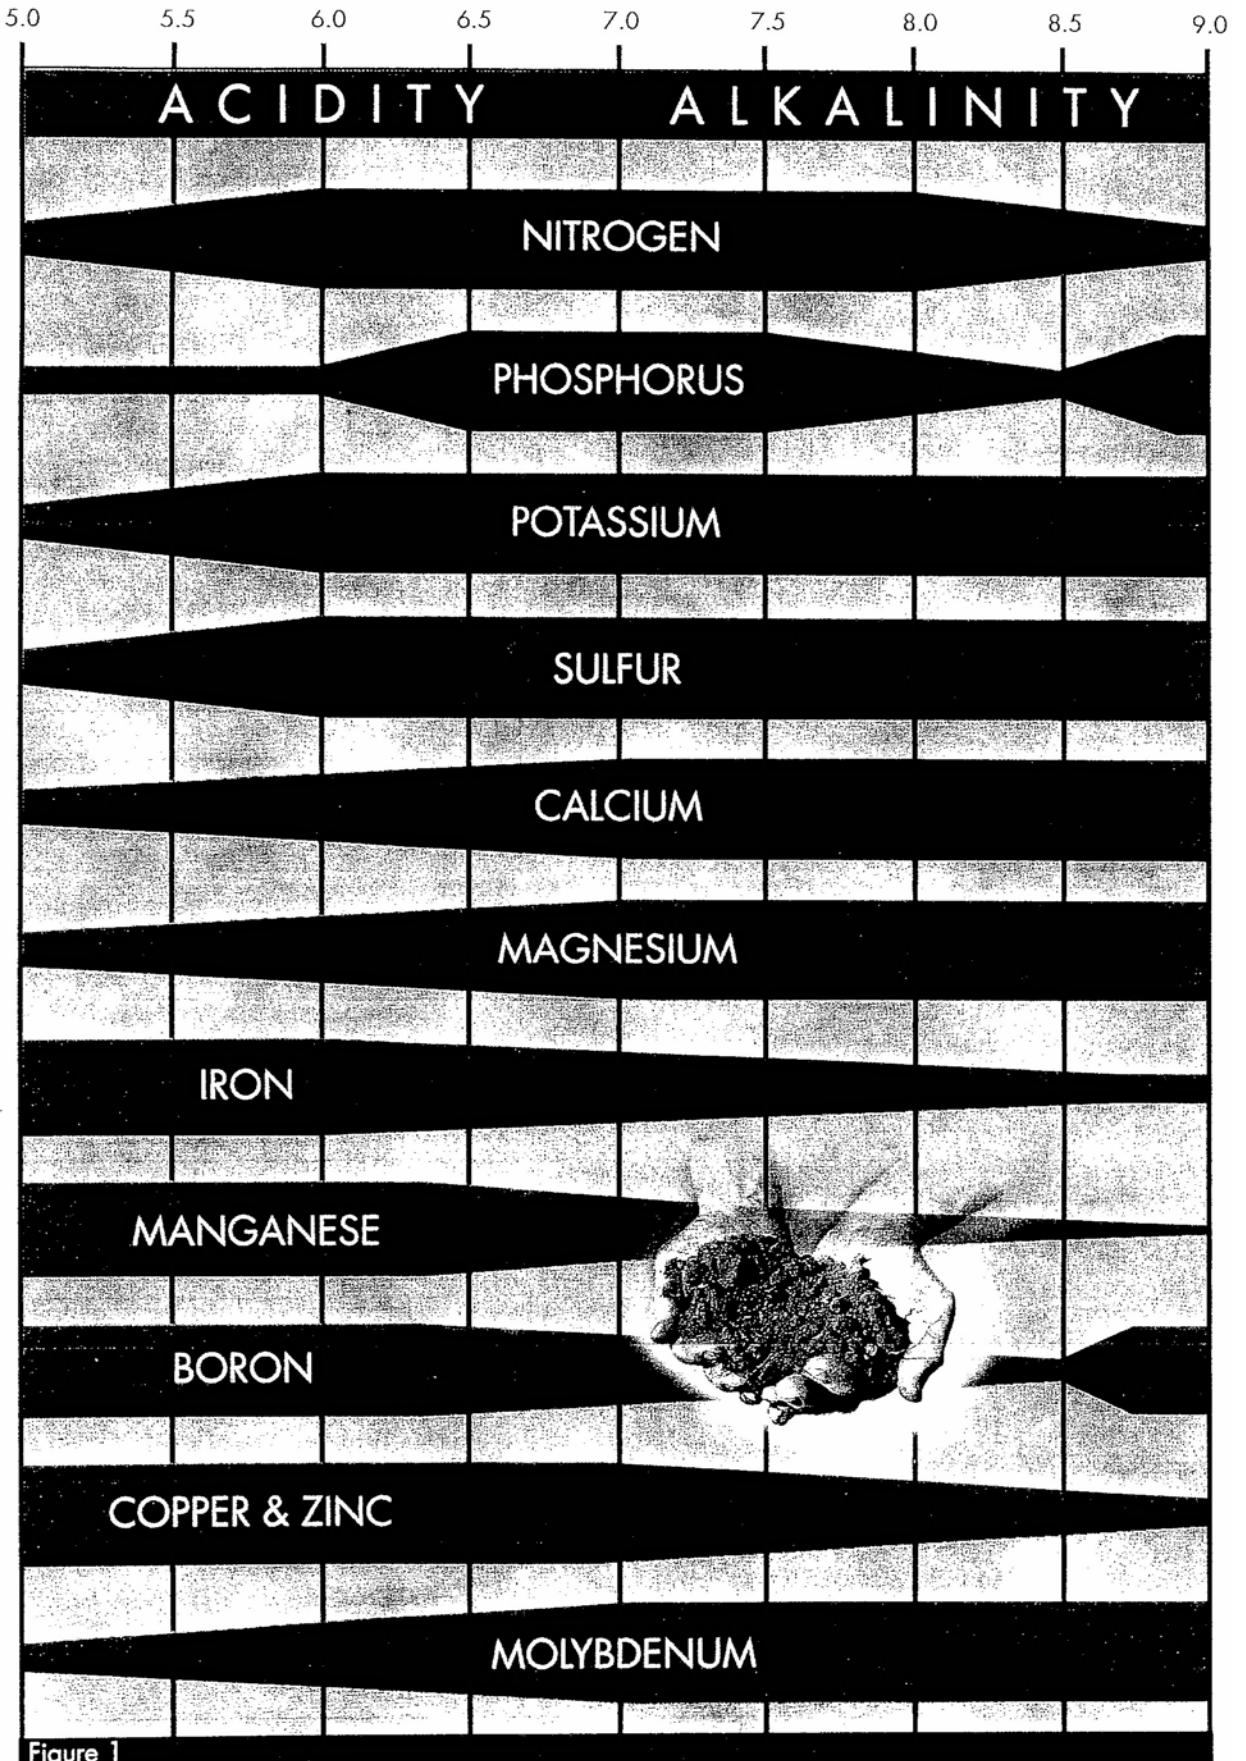 5.0 5.5 6.0 6.5 7.0 7.5 8.0 8.5 9.0
ACIDITY ALKALINITY
NITROGEN
PHOSPHORUS
POTASSIUM
SULFUR
CALCIUM
MAGNESIUM
IRON
MANGANESE
BORON
COPPER & ZINC
MOLYBDENUM
Figure 1